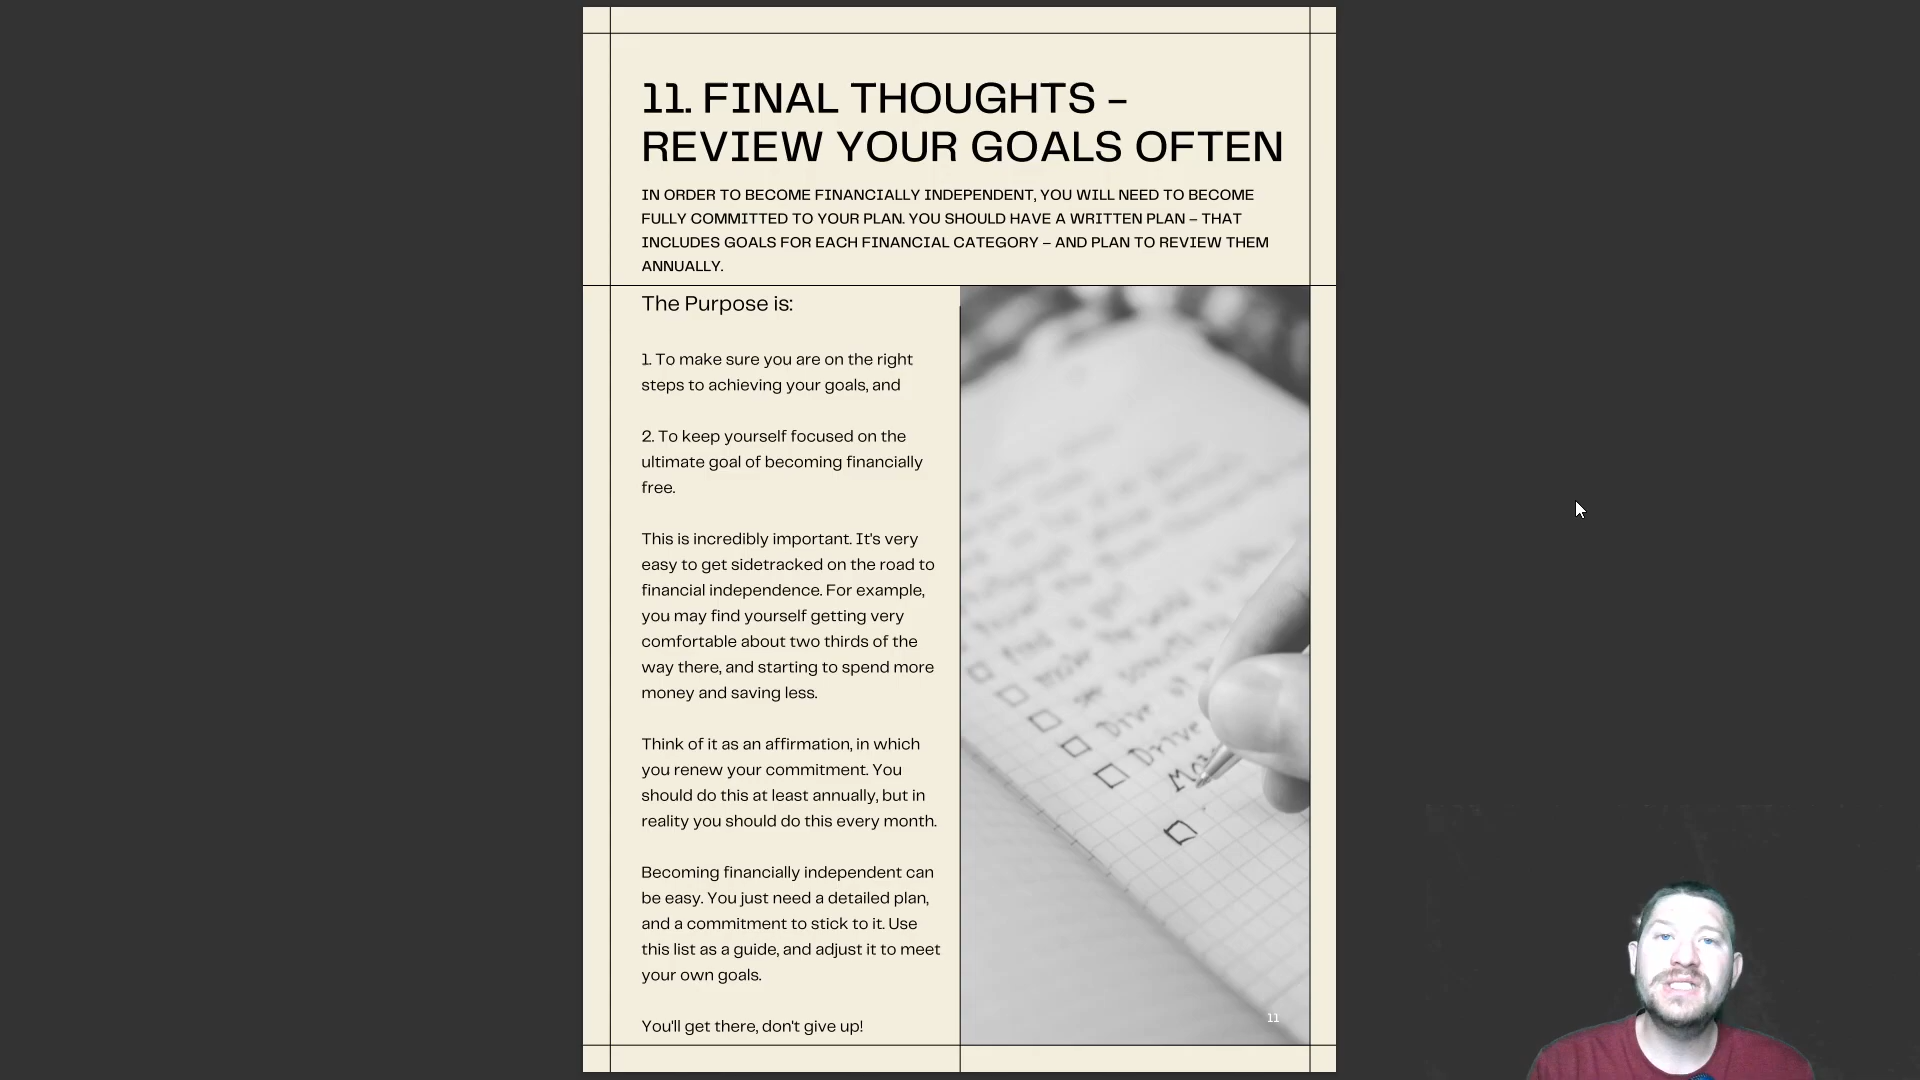 11. FINAL THOUGHTS –
REVIEW YOUR GOALS OFTEN
IN ORDER TO BECOME FINANCIALLY INDEPENDENT, YOU WILL NEED TO BECOME
FULLY COMMITTED TO YOUR PLAN. YOU SHOULD HAVE A WRITTEN PLAN – THAT
INCLUDES GOALS FOR EACH FINANCIAL CATEGORY – AND PLAN TO REVIEW THEM
ANNUALLY.
The Purpose is:
1. To make sure you are on the right
steps to achieving your goals, and
2. To keep yourself focused on the
ultimate goal of becoming financially
free.
This is incredibly important. It's very
easy to get sidetracked on the road to
financial independence. For example,
you may find yourself getting very
comfortable about two thirds of the
way there, and starting to spend more
money and saving less.
Think of it as an affirmation, in which
you renew your commitment. You
should do this at least annually, but in
reality you should do this every month.
Becoming financially independent can
be easy. You just need a detailed plan,
and a commitment to stick to it. Use
this list as a guide, and adjust it to meet
your own goals.
You'll get there, don't give up!
Drive
Drive
11